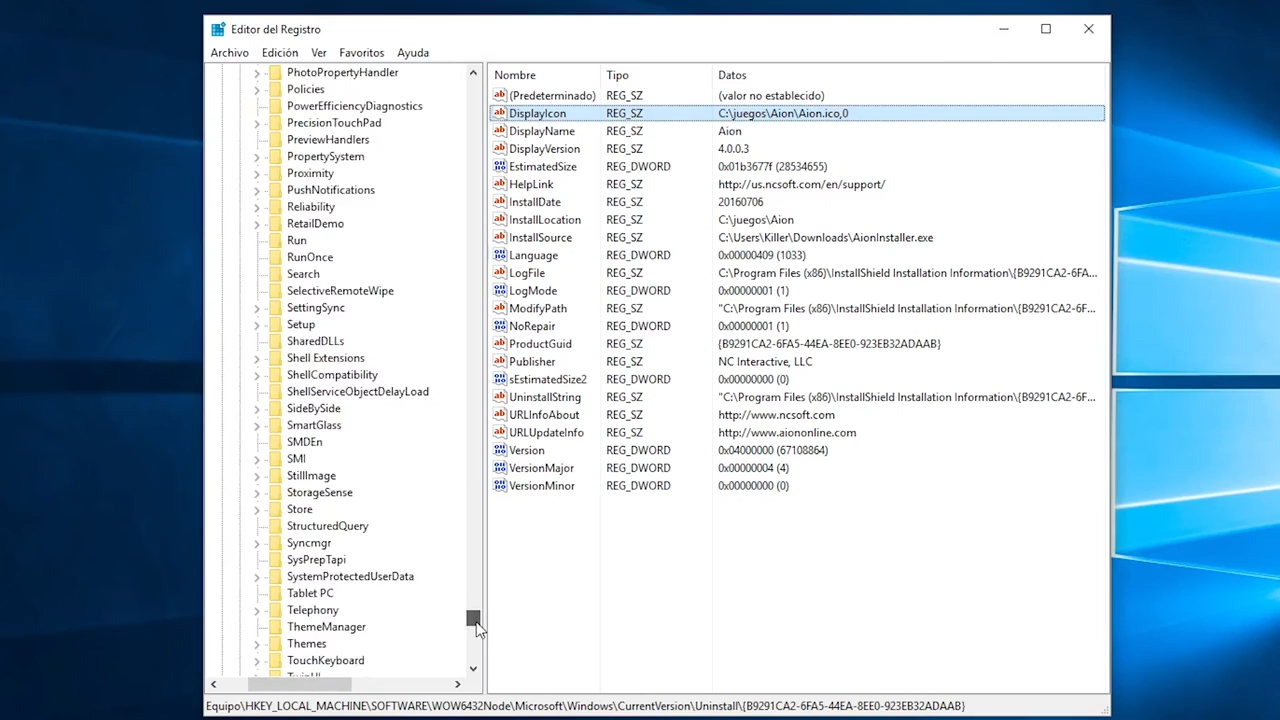 Editor del Registro
Archivo Edición Ver Favoritos Ayuda
PhotoPropertyHandler
Policies
PowerEfficiencyDiagnostics
PrecisionTouchPad
PreviewHandlers
PropertySystem
Proximity
PushNotifications
Reliability
RetailDemo
Run
RunOnce
Search
SelectiveRemoteWipe
SettingSync
Setup
SharedDLLs
Shell Extensions
ShellCompatibility
ShellServiceObjectDelayLoad
SideBySide
SmartGlass
SMDEn
SMI
StillImage
StorageSense
Store
StructuredQuery
Syncmgr
SysPrepTapi
SystemProtectedUserData
Tablet PC
Telephony
ThemeManager
Themes
TouchKeyboard
Nombre Tipo Datos
(Predeterminado) REG_SZ (valor no establecido)
DisplayIcon REG_SZ C:\juegos\Aion\Aion.ico,0
DisplayName REG_SZ Aion
DisplayVersion REG_SZ 4.0.0.3
EstimatedSize REG_DWORD 0x01b3677f (28534655)
HelpLink REG_SZ http://us.ncsoft.com/en/support/
InstallDate REG_SZ 20160706
InstallLocation REG_SZ C:\juegos\Aion
InstallSource REG_SZ C:\Users\Killer\Downloads\AionInstaller.exe
Language REG_DWORD 0x00000409 (1033)
LogFile REG_SZ C:\Program Files (x86)\InstallShield Installation Information\{B9291CA2-6FA...
LogMode REG_DWORD 0x00000001 (1)
ModifyPath REG_SZ "C:\Program Files (x86)\InstallShield Installation Information\{B9291CA2-6F...
NoRepair REG_DWORD 0x00000001 (1)
ProductGuid REG_SZ {B9291CA2-6FA5-44EA-8EE0-923EB32ADAAB}
Publisher REG_SZ NC Interactive, LLC
sEstimatedSize2 REG_DWORD 0x00000000 (0)
UninstallString REG_SZ "C:\Program Files (x86)\InstallShield Installation Information\{B9291CA2-6F...
URLInfoAbout REG_SZ http://www.ncsoft.com
URLUpdateInfo REG_SZ http://www.aiononline.com
Version REG_DWORD 0x04000000 (67108864)
VersionMajor REG_DWORD 0x00000004 (4)
VersionMinor REG_DWORD 0x00000000 (0)
Equipo\HKEY_LOCAL_MACHINE\SOFTWARE\WOW6432Node\Microsoft\Windows\CurrentVersion\Uninstall\{B9291CA2-6FA5-44EA-8EE0-923EB32ADAAB}